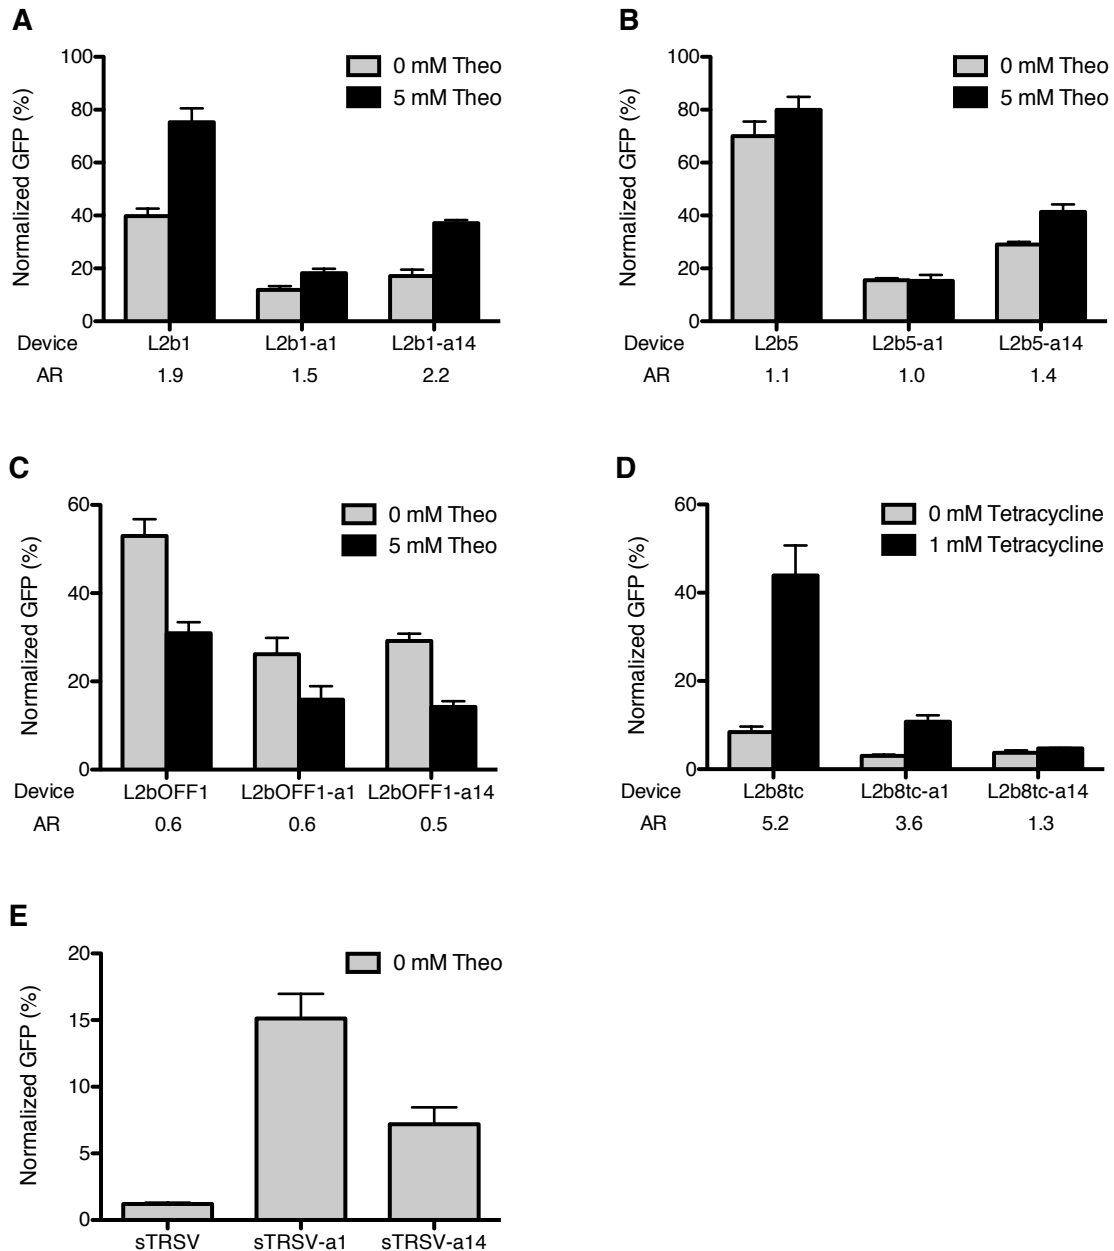 A
Normalized GFP (%)
100
80
60
40
20
0
0 mM Theo
5 mM Theo
Device L2b1 L2b1-a1 L2b1-a14
AR 1.9 1.5 2.2
B
Normalized GFP (%)
100
80
60
40
20
0
0 mM Theo
5 mM Theo
Device L2b5 L2b5-a1 L2b5-a14
AR 1.1 1.0 1.4
C
Normalized GFP (%)
60
40
20
0
0 mM Theo
5 mM Theo
Device L2bOFF1 L2bOFF1-a1 L2bOFF1-a14
AR 0.6 0.6 0.5
D
Normalized GFP (%)
60
40
20
0
0 mM Tetracycline
1 mM Tetracycline
Device L2b8tc L2b8tc-a1 L2b8tc-a14
AR 5.2 3.6 1.3
E
Normalized GFP (%)
20
15
10
5
0
0 mM Theo
sTRSV sTRSV-a1 sTRSV-a14